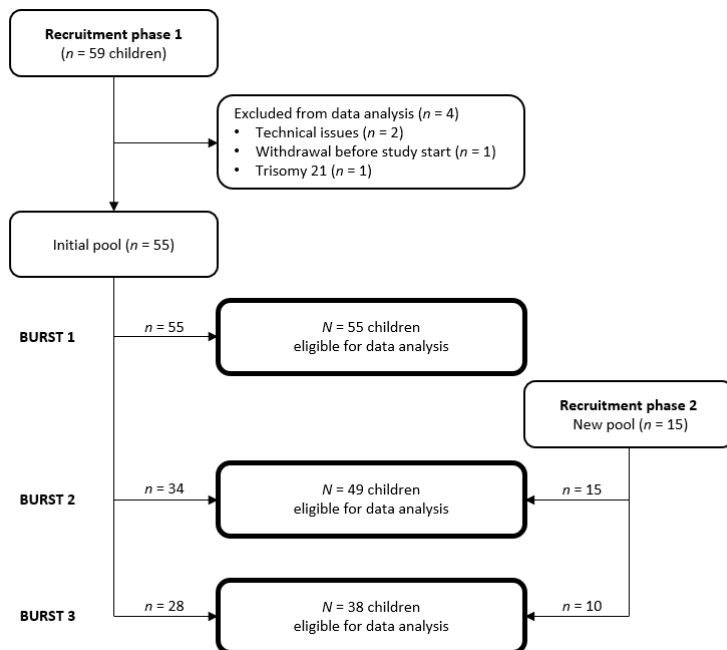 Recruitment phase 1
(n = 59 children)
Excluded from data analysis (n = 4)
• Technical issues (n = 2)
• Withdrawal before study start (n = 1)
• Trisomy 21 (n = 1)
Initial pool (n = 55)
BURST 1
n = 55
N = 55 children
eligible for data analysis
Recruitment phase 2
New pool (n = 15)
BURST 2
n = 34
N = 49 children
eligible for data analysis
n = 15
BURST 3
n = 28
N = 38 children
eligible for data analysis
n = 10